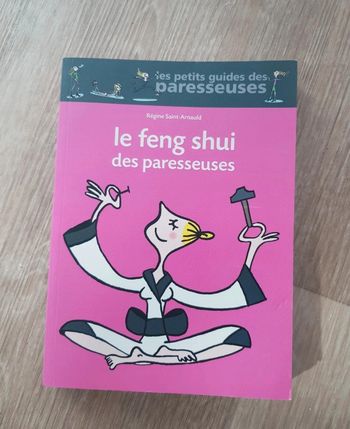 les petits guides des
paresseuses
Régine Saint-Arnauld
le feng shui
des paresseuses